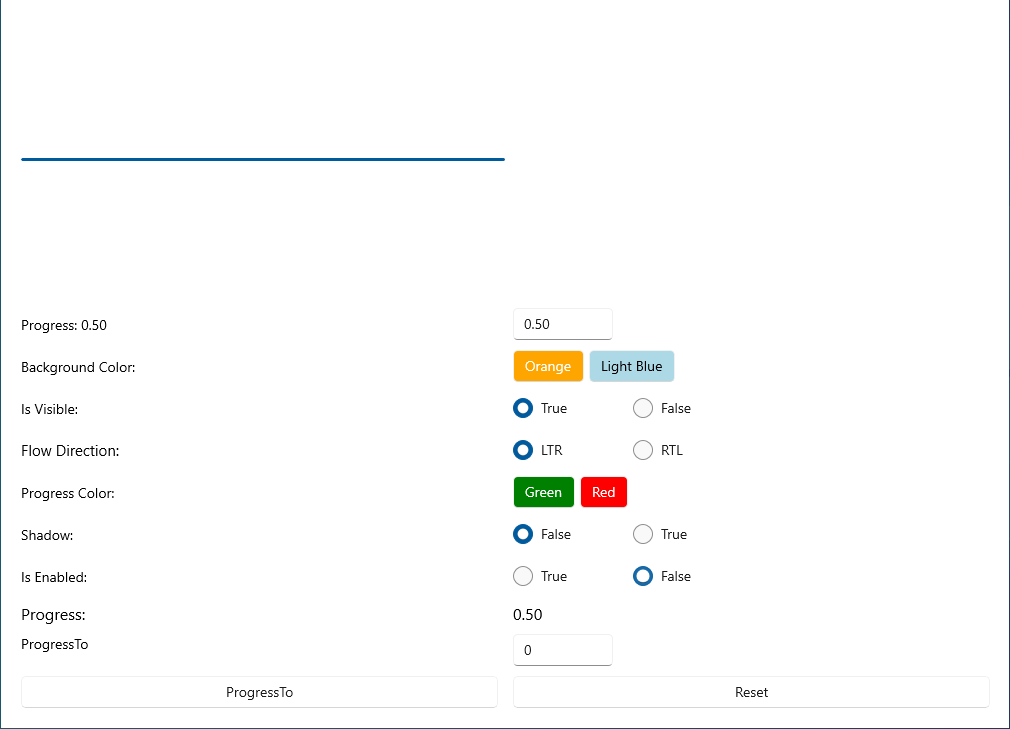 Progress: 0.50 0.50
Background Color: Orange Light Blue
Is Visible: True False
Flow Direction: LTR RTL
Progress Color: Green Red
Shadow: False True
Is Enabled: True False
Progress: 0.50
ProgressTo 0
ProgressTo Reset